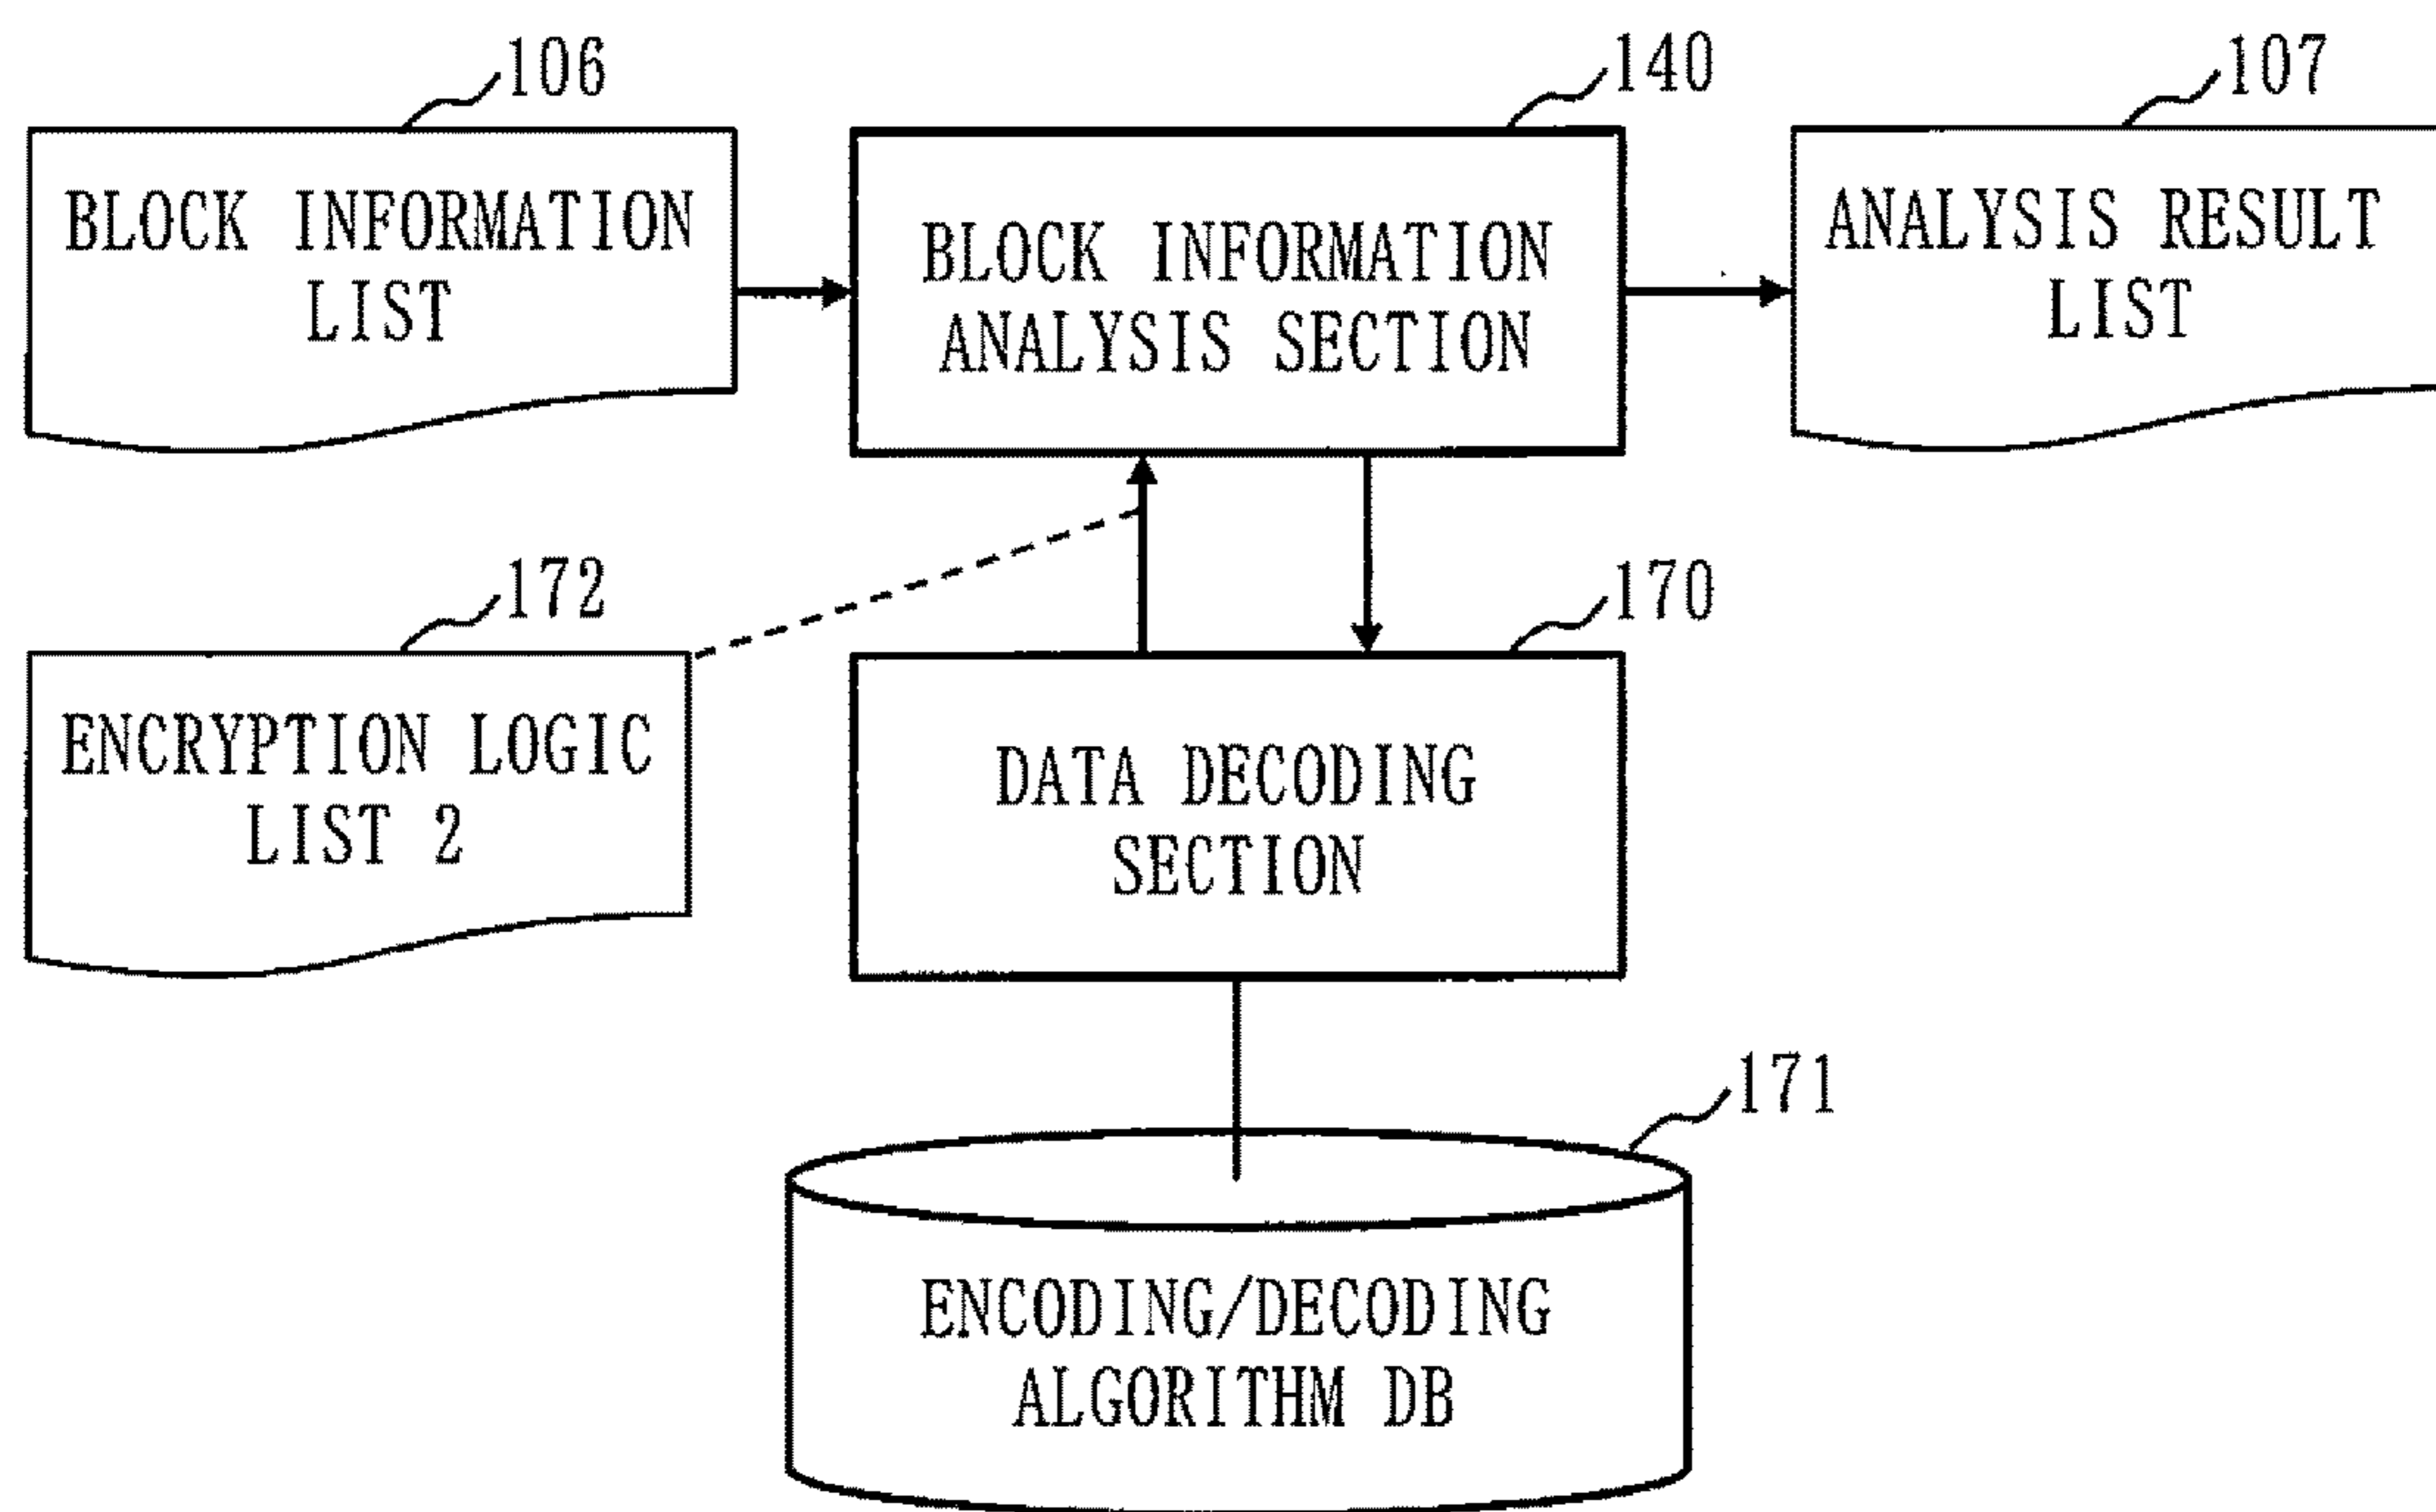 106
140
107
BLOCK INFORMATION
LIST
BLOCK INFORMATION
ANALYSIS SECTION
ANALYSIS RESULT
LIST
172
170
ENCRYPTION LOGIC
LIST 2
DATA DECODING
SECTION
171
ENCODING/DECODING
ALGORITHM DB